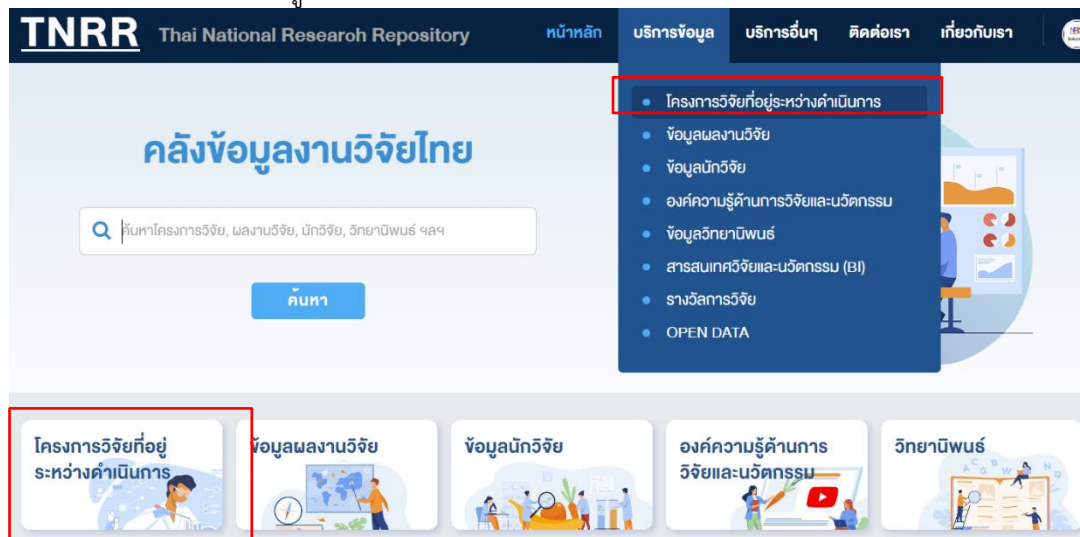 TNRR Thai National Research Repository หน้าหลัก บริการข้อมูล บริการอื่นๆ ติดต่อเรา เกี่ยวกับเรา
โครงการวิจัยที่อยู่ระหว่างดำเนินการ
ข้อมูลผลงานวิจัย
ข้อมูลนักวิจัย
องค์ความรู้ด้านการวิจัยและนวัตกรรม
ข้อมูลวิทยานิพนธ์
สารสนเทศวิจัยและนวัตกรรม (BI)
รางวัลการวิจัย
OPEN DATA
คลังข้อมูลงานวิจัยไทย
ค้นหาโครงการวิจัย, ผลงานวิจัย, นักวิจัย, วิทยานิพนธ์ ฯลฯ
ค้นหา
โครงการวิจัยที่อยู่
ระหว่างดำเนินการ
ข้อมูลผลงานวิจัย
ข้อมูลนักวิจัย
องค์ความรู้ด้านการ
วิจัยและนวัตกรรม
วิทยานิพนธ์